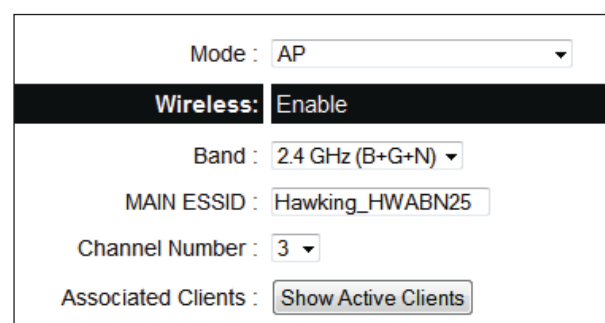 Mode : AP
Wireless: Enable
Band : 2.4 GHz (B+G+N)
MAIN ESSID : Hawking_HWABN25
Channel Number : 3
Associated Clients : Show Active Clients